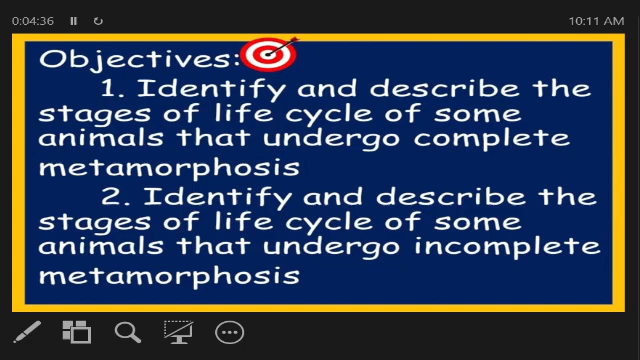 0:04:36
10:11 AM
Objectives:
1. Identify and describe the
stages of life cycle of some
animals that undergo complete
metamorphosis
2. Identify and describe the
stages of life cycle of some
animals that undergo incomplete
metamorphosis